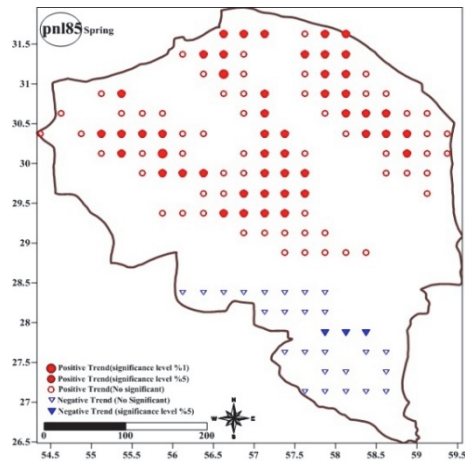 pnl85 Spring
31.5
31
30.5
30
29.5
29
28.5
28
27.5
27
26.5
Positive Trend(significance level %1)
Positive Trend(significance level %5)
Positive Trend(No significant)
Negative Trend (No Significant)
Negative Trend (significance level %5)
N
W E
S
0 100 200
54.5 55 55.5 56 56.5 57 57.5 58 58.5 59 59.5